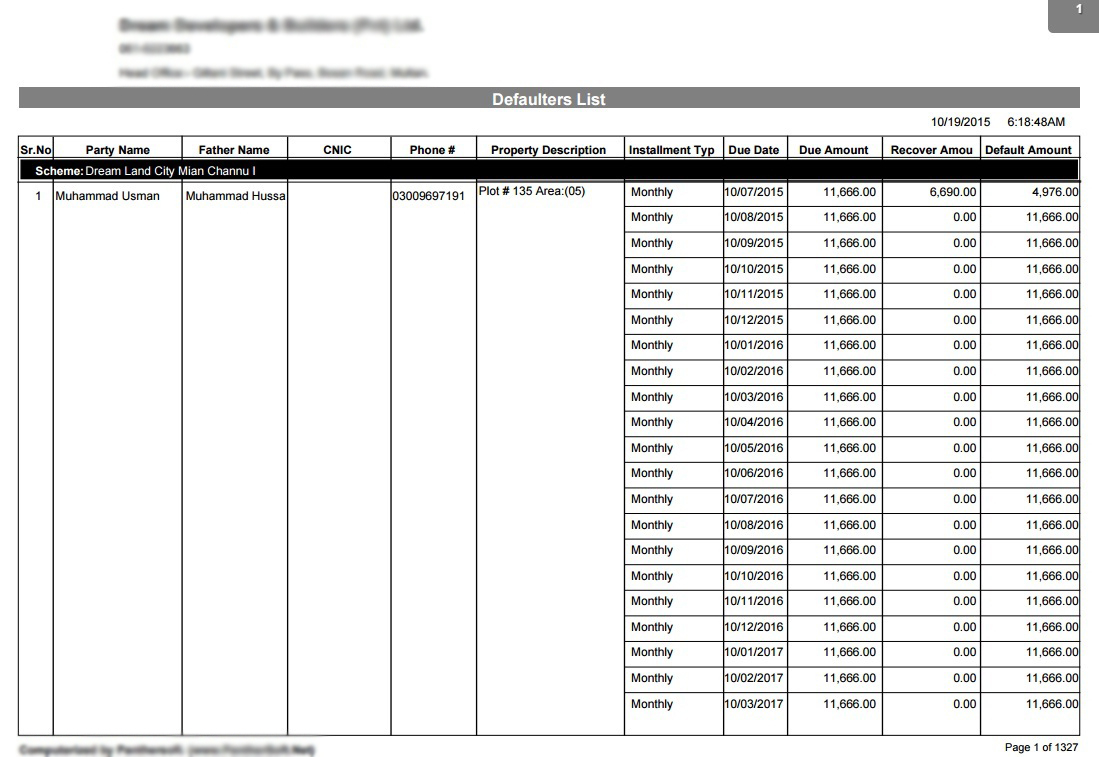 1
Defaulters List
10/19/2015 6:18:48AM
Sr.No Party Name Father Name CNIC Phone # Property Description Installment Typ Due Date Due Amount Recover Amou Default Amount
Scheme: Dream Land City Mian Channu I
1 Muhammad Usman Muhammad Hussa 03009697191 Plot # 135 Area:(05) Monthly 10/07/2015 11,666.00 6,690.00 4,976.00
Monthly 10/08/2015 11,666.00 0.00 11,666.00
Monthly 10/09/2015 11,666.00 0.00 11,666.00
Monthly 10/10/2015 11,666.00 0.00 11,666.00
Monthly 10/11/2015 11,666.00 0.00 11,666.00
Monthly 10/12/2015 11,666.00 0.00 11,666.00
Monthly 10/01/2016 11,666.00 0.00 11,666.00
Monthly 10/02/2016 11,666.00 0.00 11,666.00
Monthly 10/03/2016 11,666.00 0.00 11,666.00
Monthly 10/04/2016 11,666.00 0.00 11,666.00
Monthly 10/05/2016 11,666.00 0.00 11,666.00
Monthly 10/06/2016 11,666.00 0.00 11,666.00
Monthly 10/07/2016 11,666.00 0.00 11,666.00
Monthly 10/08/2016 11,666.00 0.00 11,666.00
Monthly 10/09/2016 11,666.00 0.00 11,666.00
Monthly 10/10/2016 11,666.00 0.00 11,666.00
Monthly 10/11/2016 11,666.00 0.00 11,666.00
Monthly 10/12/2016 11,666.00 0.00 11,666.00
Monthly 10/01/2017 11,666.00 0.00 11,666.00
Monthly 10/02/2017 11,666.00 0.00 11,666.00
Monthly 10/03/2017 11,666.00 0.00 11,666.00
Page 1 of 1327